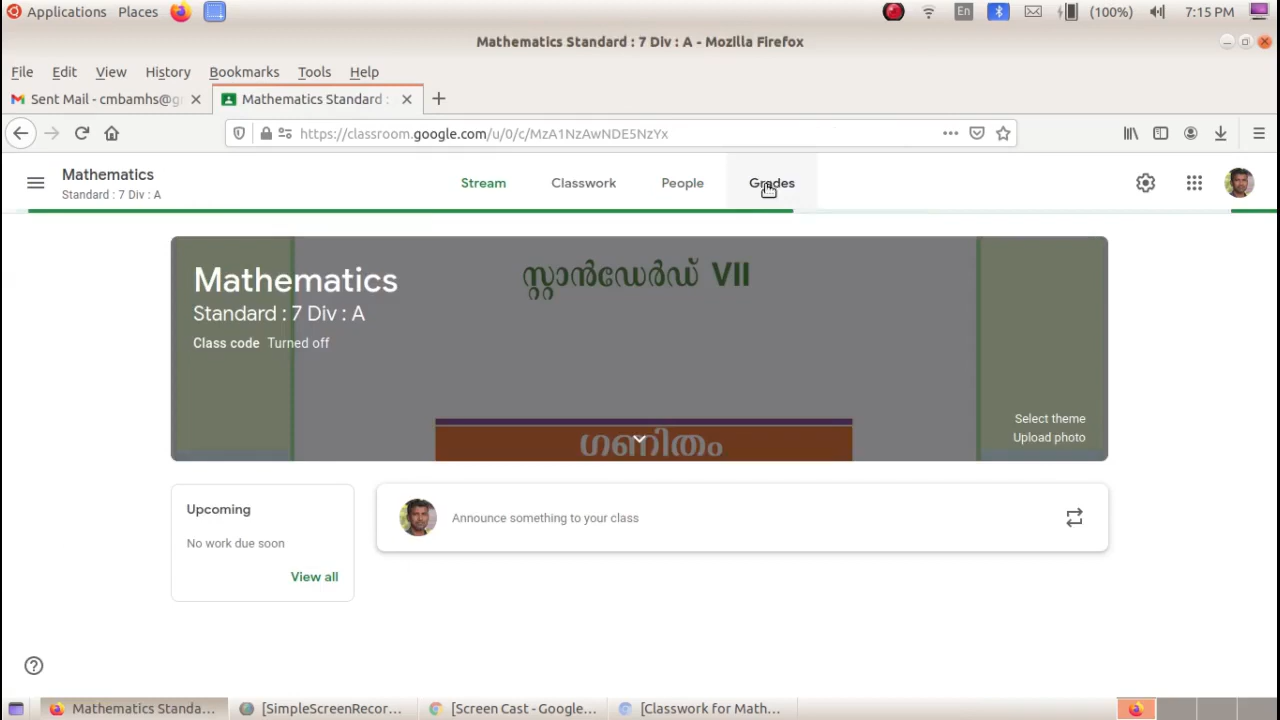 Applications Places En (100%) 7:15 PM
Mathematics Standard : 7 Div : A - Mozilla Firefox
File Edit View History Bookmarks Tools Help
Sent Mail - cmbamhs@g Mathematics Standard :
https://classroom.google.com/u/0/c/MzA1NzAwNDE5NzYx
Mathematics
Standard : 7 Div : A
Stream Classwork People Grades
സ്റ്റാൻഡേർഡ് VII
Mathematics
Standard : 7 Div : A
Class code Turned off
Select theme
Upload photo
ഗണിതം
Upcoming
No work due soon
View all
Announce something to your class
Mathematics Standa... [SimpleScreenRecor... [Screen Cast - Google... [Classwork for Math...